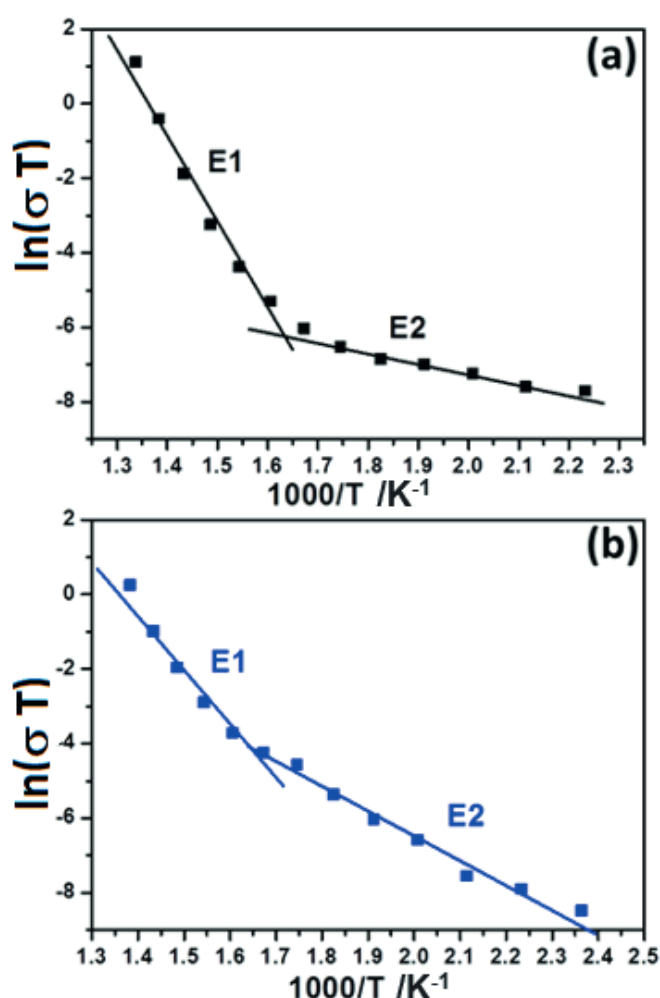 (a)
2
0
-2
-4
-6
-8
ln(σ T)
E1
E2
1.3 1.4 1.5 1.6 1.7 1.8 1.9 2.0 2.1 2.2 2.3
1000/T /K⁻¹
(b)
2
0
-2
-4
-6
-8
ln(σ T)
E1
E2
1.3 1.4 1.5 1.6 1.7 1.8 1.9 2.0 2.1 2.2 2.3 2.4 2.5
1000/T /K⁻¹